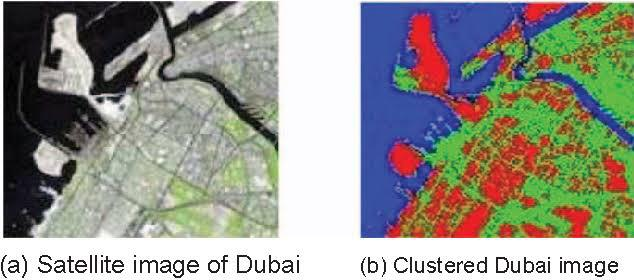 (a) Satellite image of Dubai
(b) Clustered Dubai image